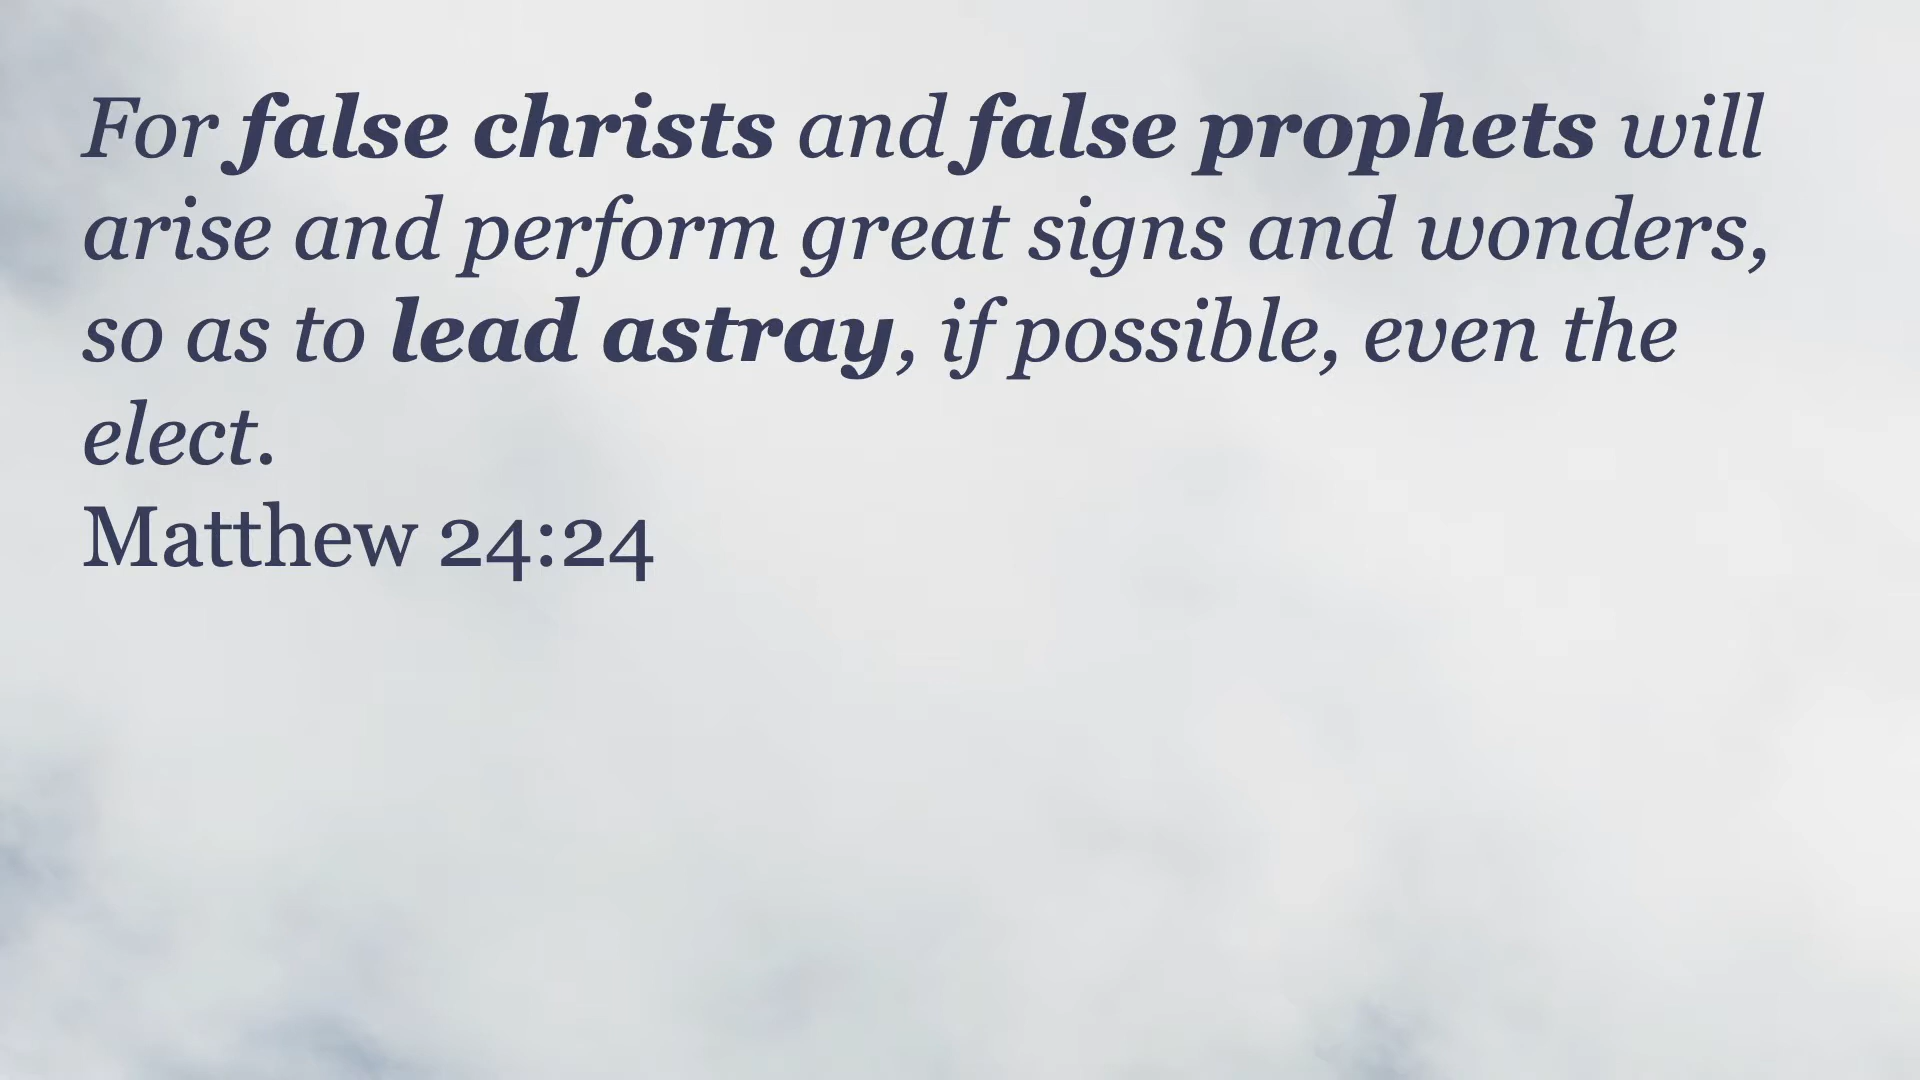 For false christs and false prophets will
arise and perform great signs and wonders,
so as to lead astray, if possible, even the
elect.
Matthew 24:24